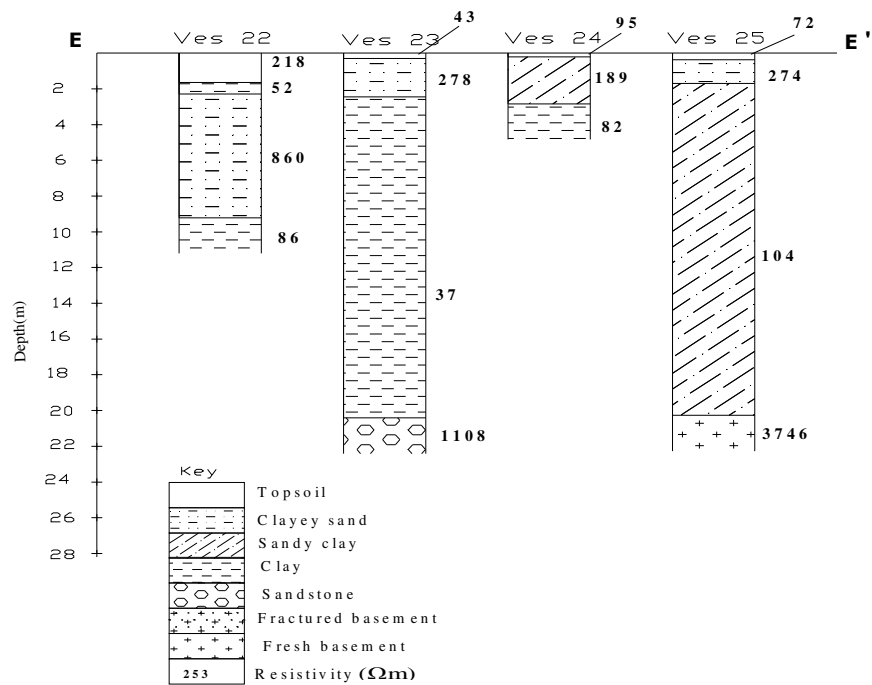 43
95
72
E
Ves 22
Ves 23
Ves 24
Ves 25
E'
218
52
860
86
278
37
1108
189
82
274
104
3746
Depth(m)
2
4
6
8
10
12
14
16
18
20
22
24
26
28
Key
Topsoil
Clayey sand
Sandy clay
Clay
Sandstone
Fractured basement
Fresh basement
253 Resistivity (Ωm)